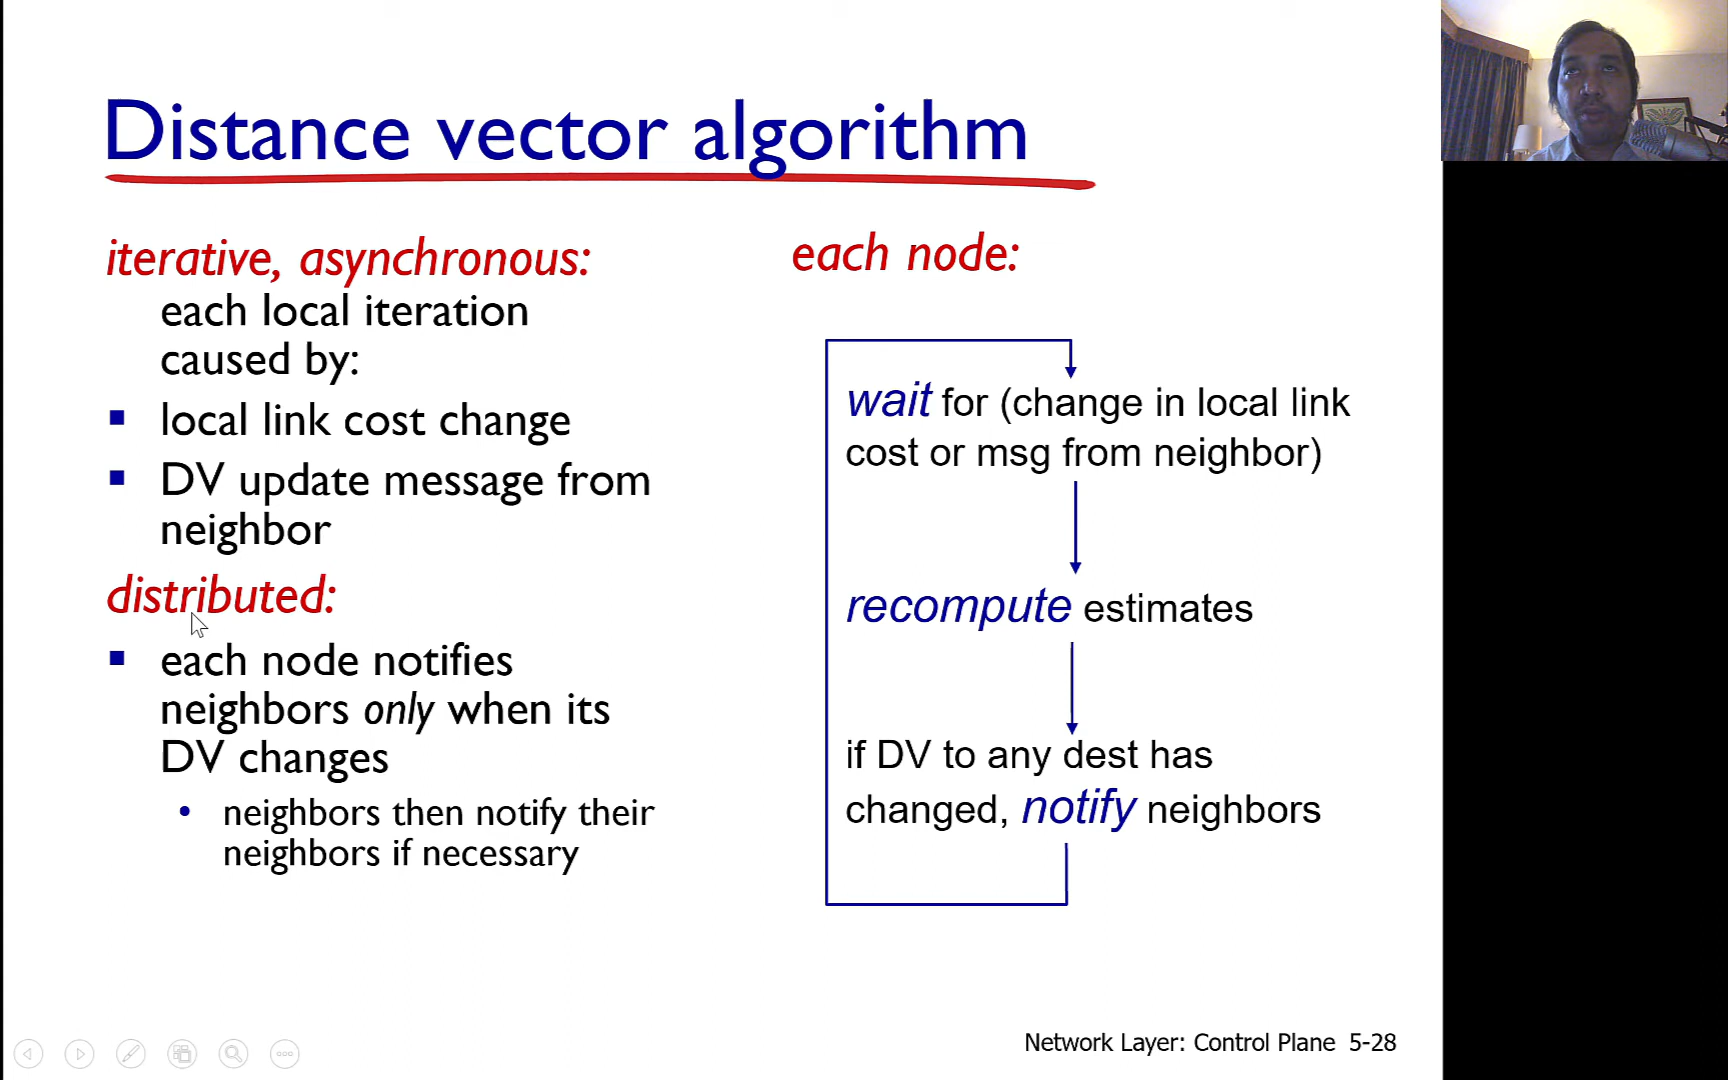 Distance vector algorithm
iterative, asynchronous:
each local iteration
caused by:
local link cost change
DV update message from
neighbor
distributed:
each node notifies
neighbors only when its
DV changes
neighbors then notify their
neighbors if necessary
each node:
wait for (change in local link
cost or msg from neighbor)
recompute estimates
if DV to any dest has
changed, notify neighbors
Network Layer: Control Plane 5-28